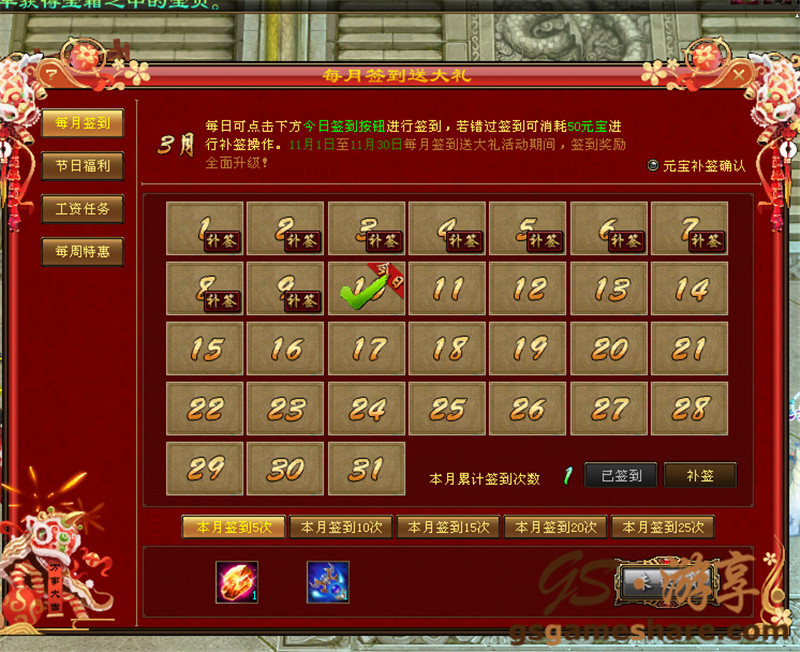 每月签到送大礼
每月签到
节日福利
工资任务
每周特惠
3月
每日可点击下方今日签到按钮进行签到，若错过签到可消耗50元宝进
行补签操作。11月1日至11月30日每月签到送大礼活动期间，签到奖励
全面升级！
元宝补签确认
1 补签 2 补签 3 补签 4 补签 5 补签 6 补签 7 补签
8 补签 9 补签 10 今日 11 12 13 14
15 16 17 18 19 20 21
22 23 24 25 26 27 28
29 30 31
本月累计签到次数 1 已签到 补签
本月签到5次 本月签到10次 本月签到15次 本月签到20次 本月签到25次
1
万事大吉
GS·游享
gsgameshare.com